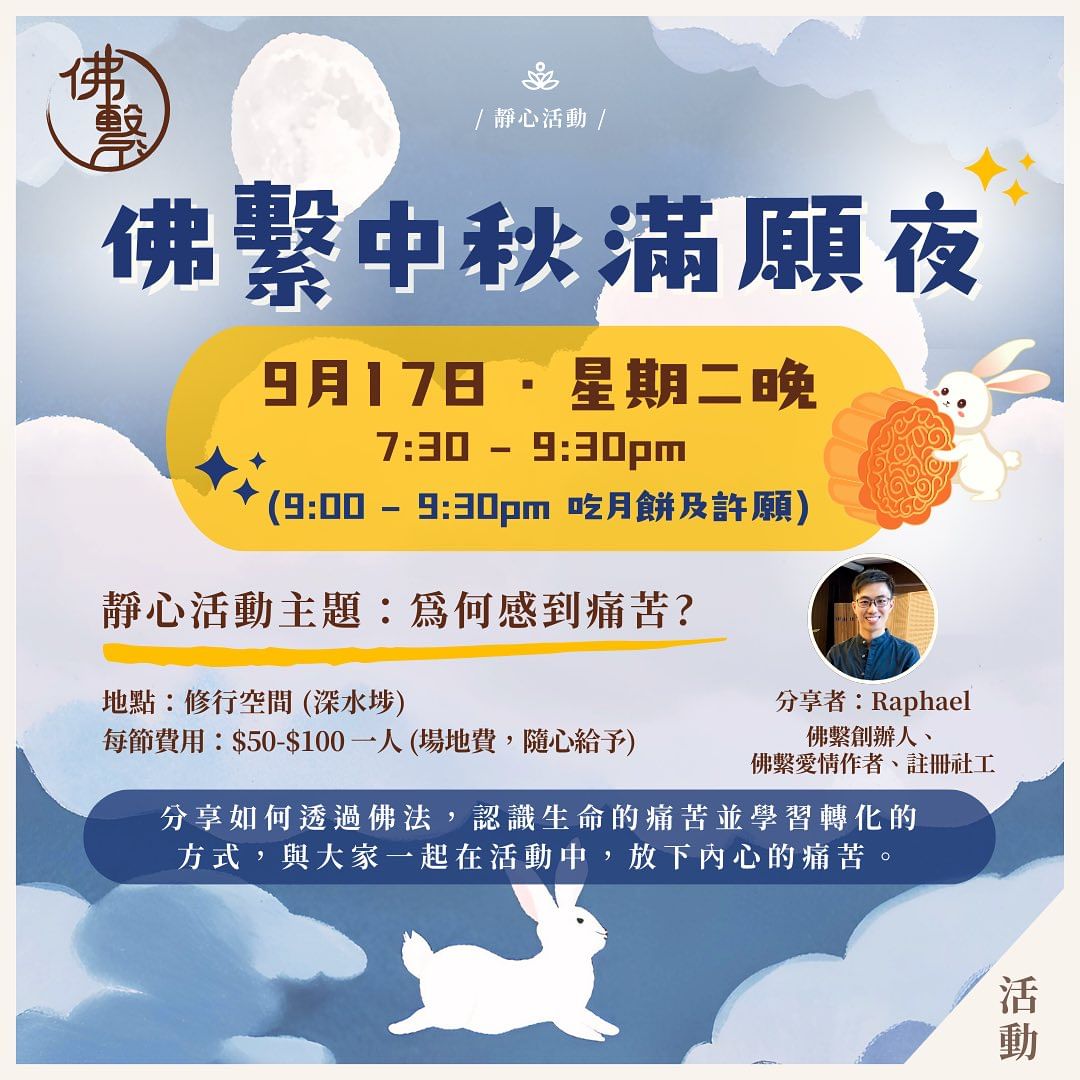 佛繫
/ 靜心活動 /
佛繫中秋滿願夜
9月17日 · 星期二晚
7:30 – 9:30pm
(9:00 – 9:30pm 吃月餅及許願)
靜心活動主題：爲何感到痛苦？
地點：修行空間 (深水埗)
每節費用：$50-$100 一人 (場地費，隨心給予)
分享者：Raphael
佛繫創辦人、
佛繫愛情作者、註冊社工
分享如何透過佛法，認識生命的痛苦並學習轉化的
方式，與大家一起在活動中，放下內心的痛苦。
活動